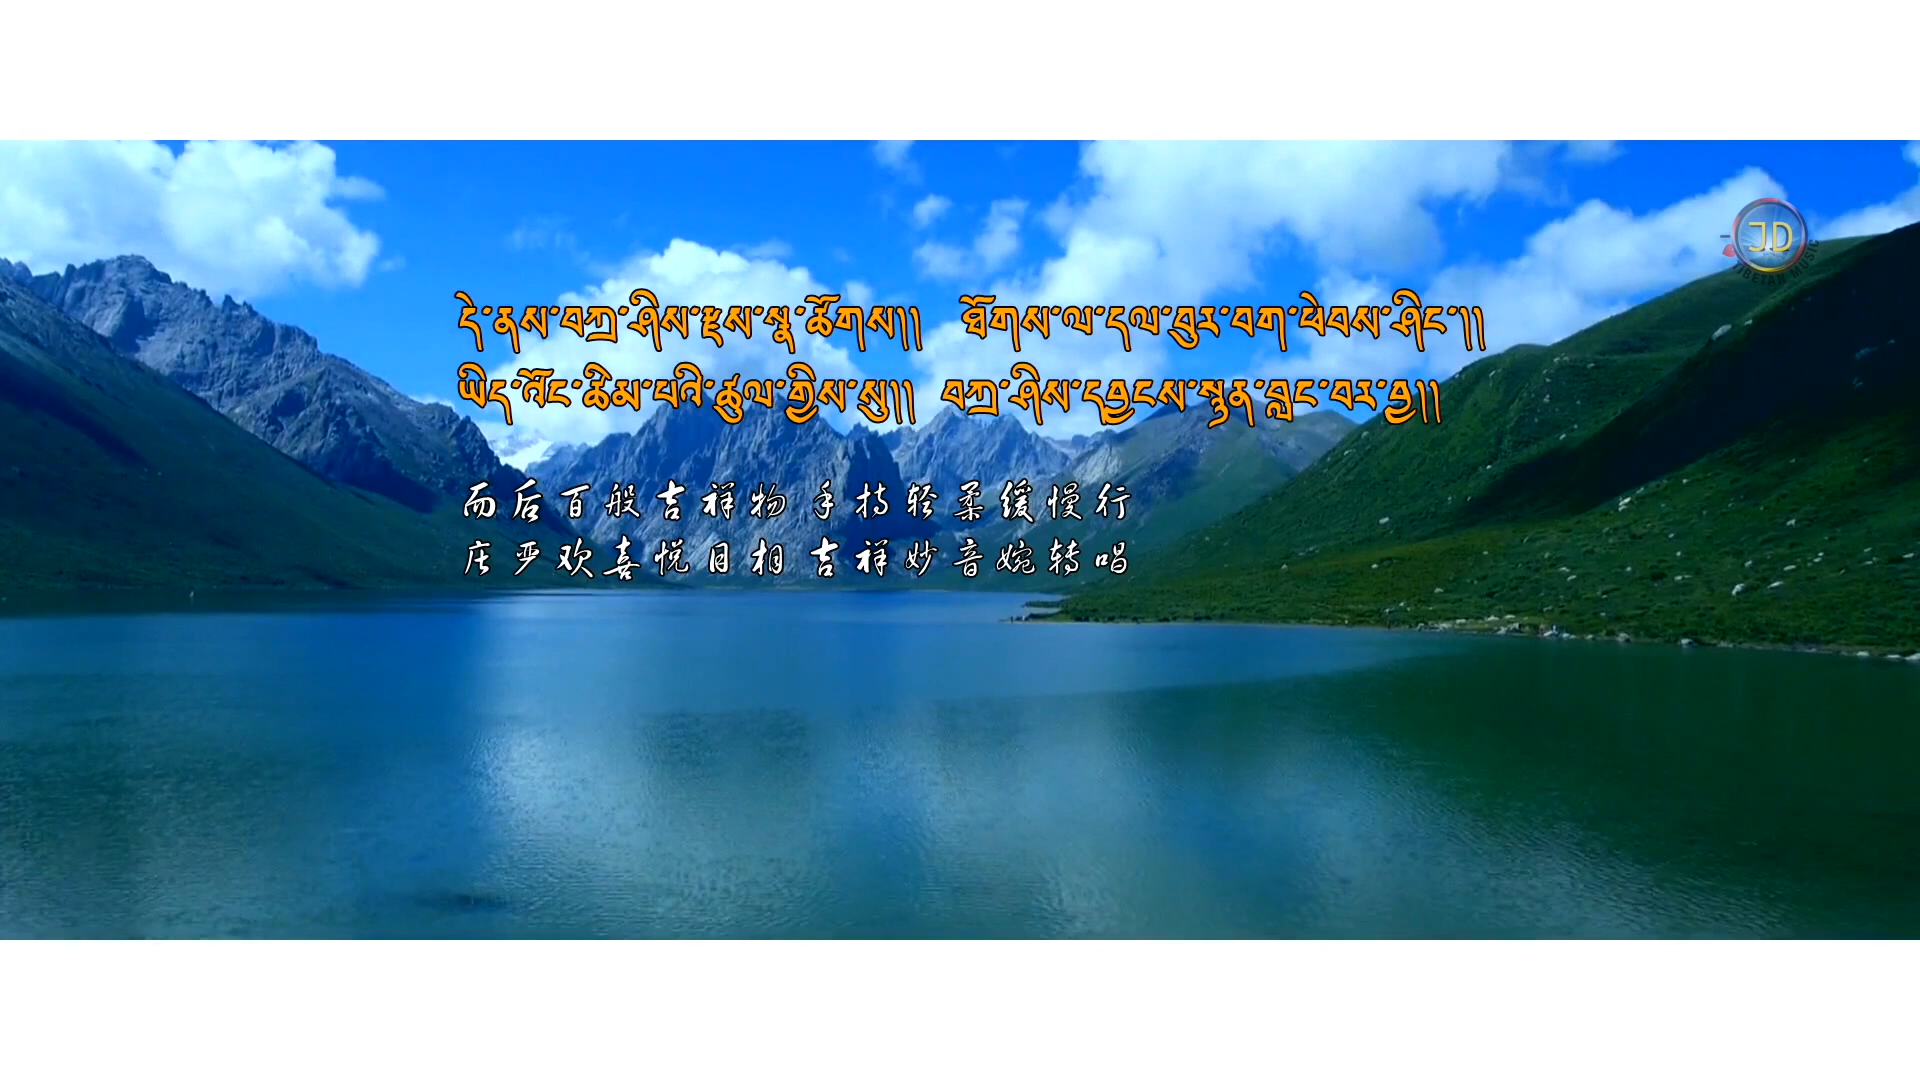 དེ་ནས་བཀྲ་ཤིས་རྫས་སྣ་ཚོགས།། ཐོགས་ལ་དལ་བུར་བག་ཕེབས་ཤིང་།།
ཡིད་འོང་ཚིམ་པའི་ཚུལ་གྱིས་སུ།། བཀྲ་ཤིས་དབྱངས་སྙན་བླང་བར་བྱ།།
而后百般吉祥物 手持轻柔缓慢行
庄严欢喜悦目相 吉祥妙音婉转唱
J.D
TIBETAN MUSIC